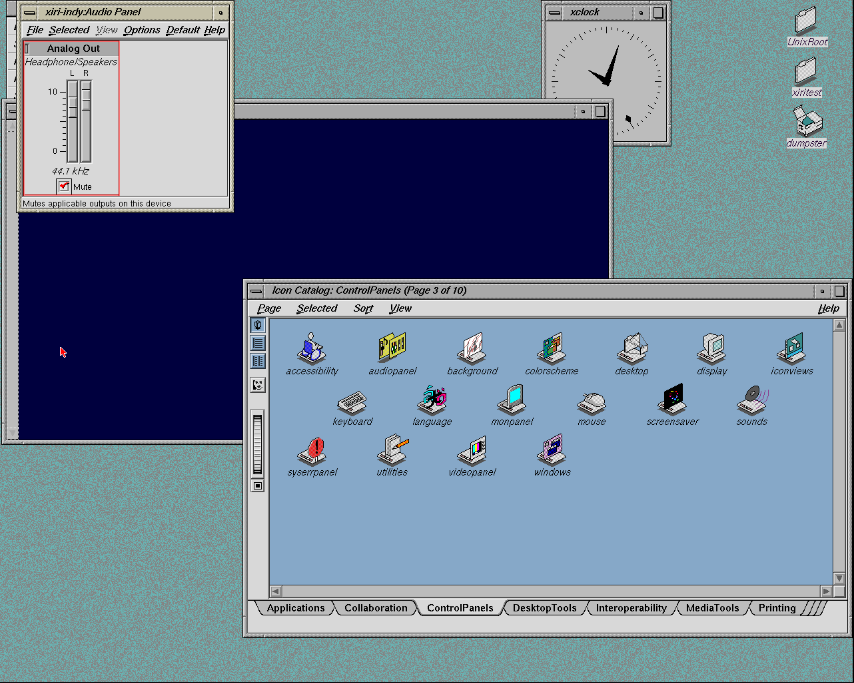 xiri-indy:Audio Panel
File Selected View Options Default Help
Analog Out
Headphone/Speakers
L R
10
0
44.1 kHz
Mute
Mutes applicable outputs on this device
xclock
UnixRoot
xiritest
dumpster
Icon Catalog: ControlPanels (Page 3 of 10)
Page Selected Sort View Help
accessibility audiopanel background colorscheme desktop display iconviews
keyboard language monpanel mouse screensaver sounds
syserrpanel utilities videopanel windows
Applications Collaboration ControlPanels DesktopTools Interoperability MediaTools Printing